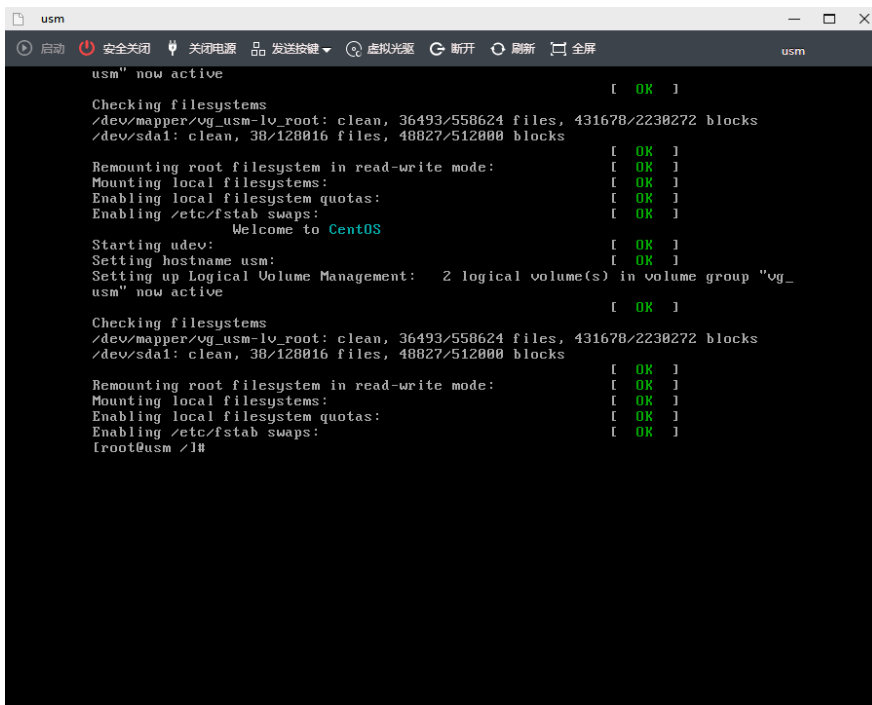 usm
启动 安全关闭 关闭电源 发送按键 虚拟光驱 断开 刷新 全屏 usm
usm" now active
[ OK ]
Checking filesystems
/dev/mapper/vg_usm-lv_root: clean, 36493/558624 files, 431678/2230272 blocks
/dev/sda1: clean, 38/128016 files, 48827/512000 blocks
[ OK ]
Remounting root filesystem in read-write mode: [ OK ]
Mounting local filesystems: [ OK ]
Enabling local filesystem quotas: [ OK ]
Enabling /etc/fstab swaps: [ OK ]
Welcome to CentOS
Starting udev: [ OK ]
Setting hostname usm: [ OK ]
Setting up Logical Volume Management: 2 logical volume(s) in volume group "vg_
usm" now active
[ OK ]
Checking filesystems
/dev/mapper/vg_usm-lv_root: clean, 36493/558624 files, 431678/2230272 blocks
/dev/sda1: clean, 38/128016 files, 48827/512000 blocks
[ OK ]
Remounting root filesystem in read-write mode: [ OK ]
Mounting local filesystems: [ OK ]
Enabling local filesystem quotas: [ OK ]
Enabling /etc/fstab swaps: [ OK ]
[root@usm /]#